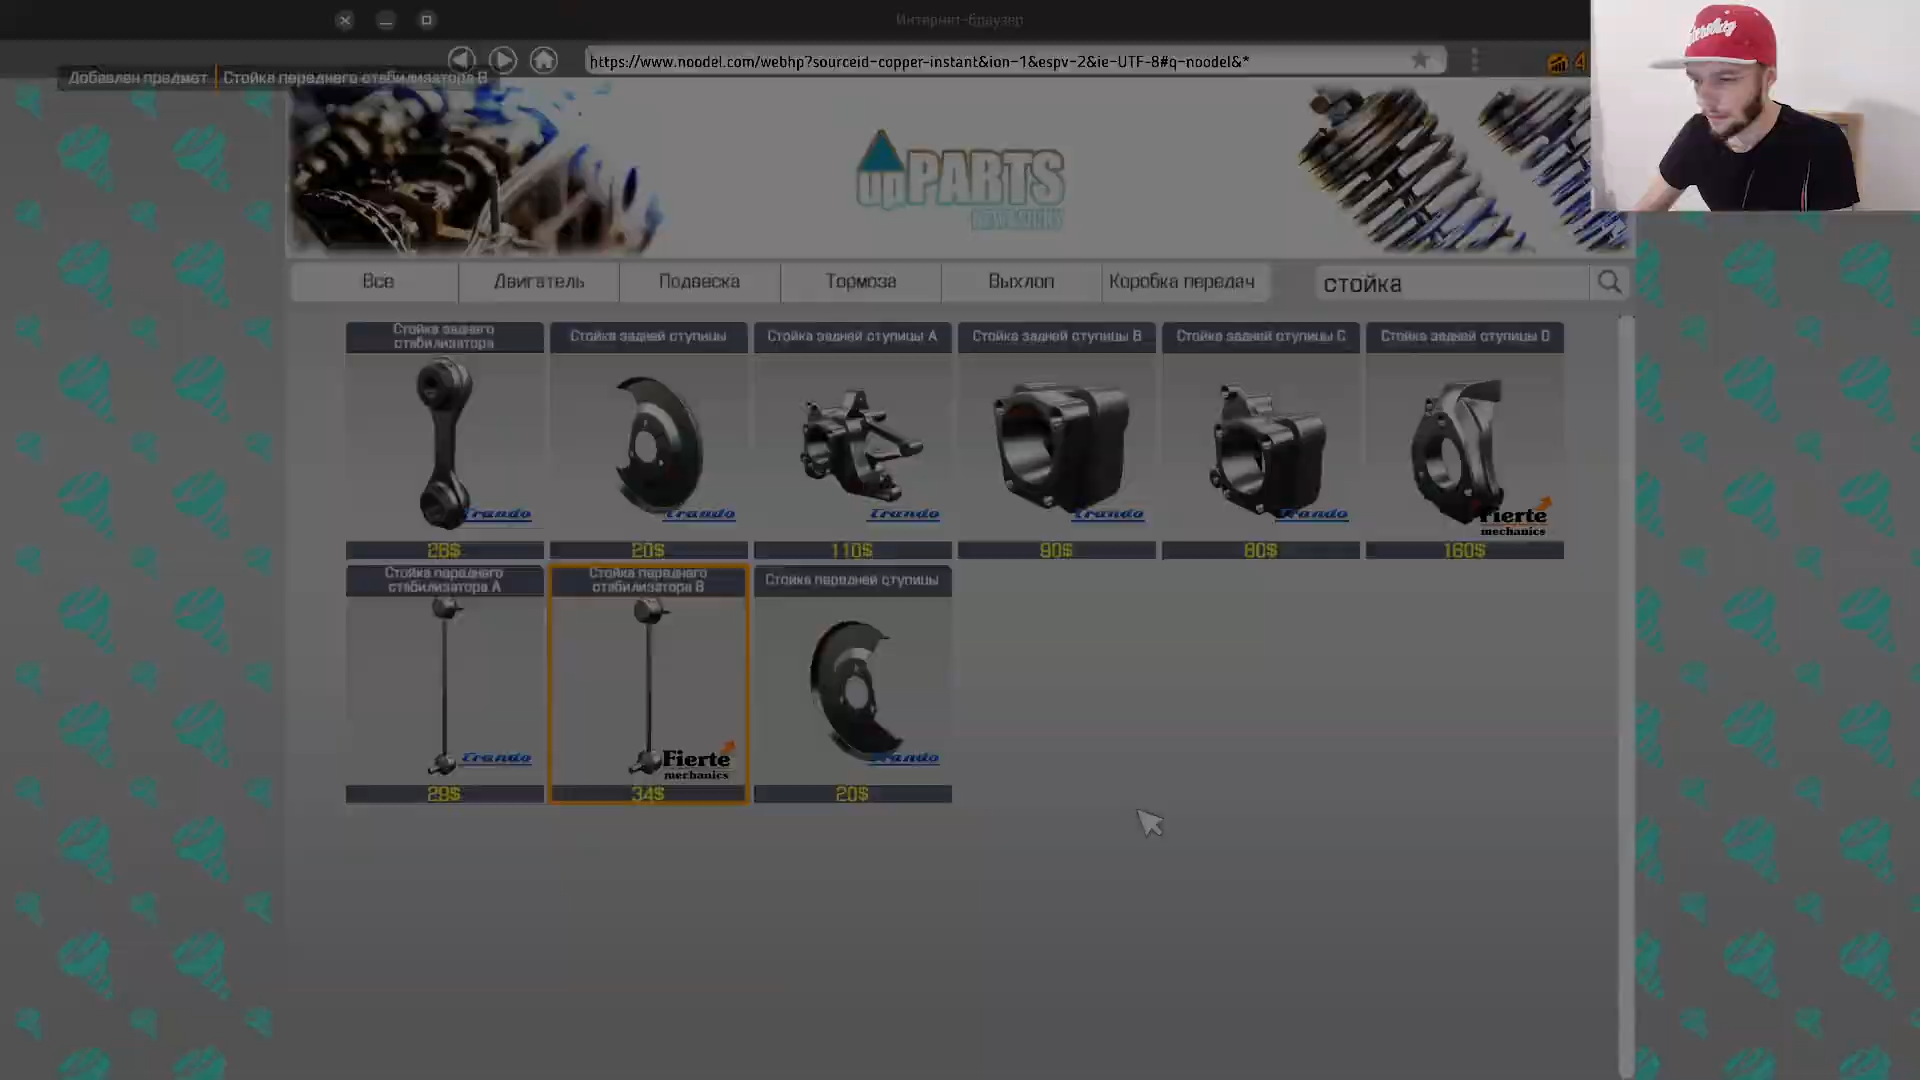 Интернет-браузер
https://www.noodel.com/webhp?sourceid-copper-instant&ion-1&espv-2&ie-UTF-8#q-noodel&*
4
Добавлен предмет Стойка переднего стабилизатора B
upPARTS
Все Двигатель Подвеска Тормоза Выхлоп Коробка передач стойка
Стойка заднего
стабилизатора
Стойка задней ступицы
Стойка задней ступицы A
Стойка задней ступицы B
Стойка задней ступицы C
Стойка задней ступицы D
Trando
Trando
Trando
Trando
Trando
Fierte
mechanics
28$ 20$ 110$ 90$ 80$ 160$
Стойка переднего
стабилизатора A
Стойка переднего
стабилизатора B
Стойка передней ступицы
Trando
Fierte
mechanics
Trando
28$ 34$ 20$